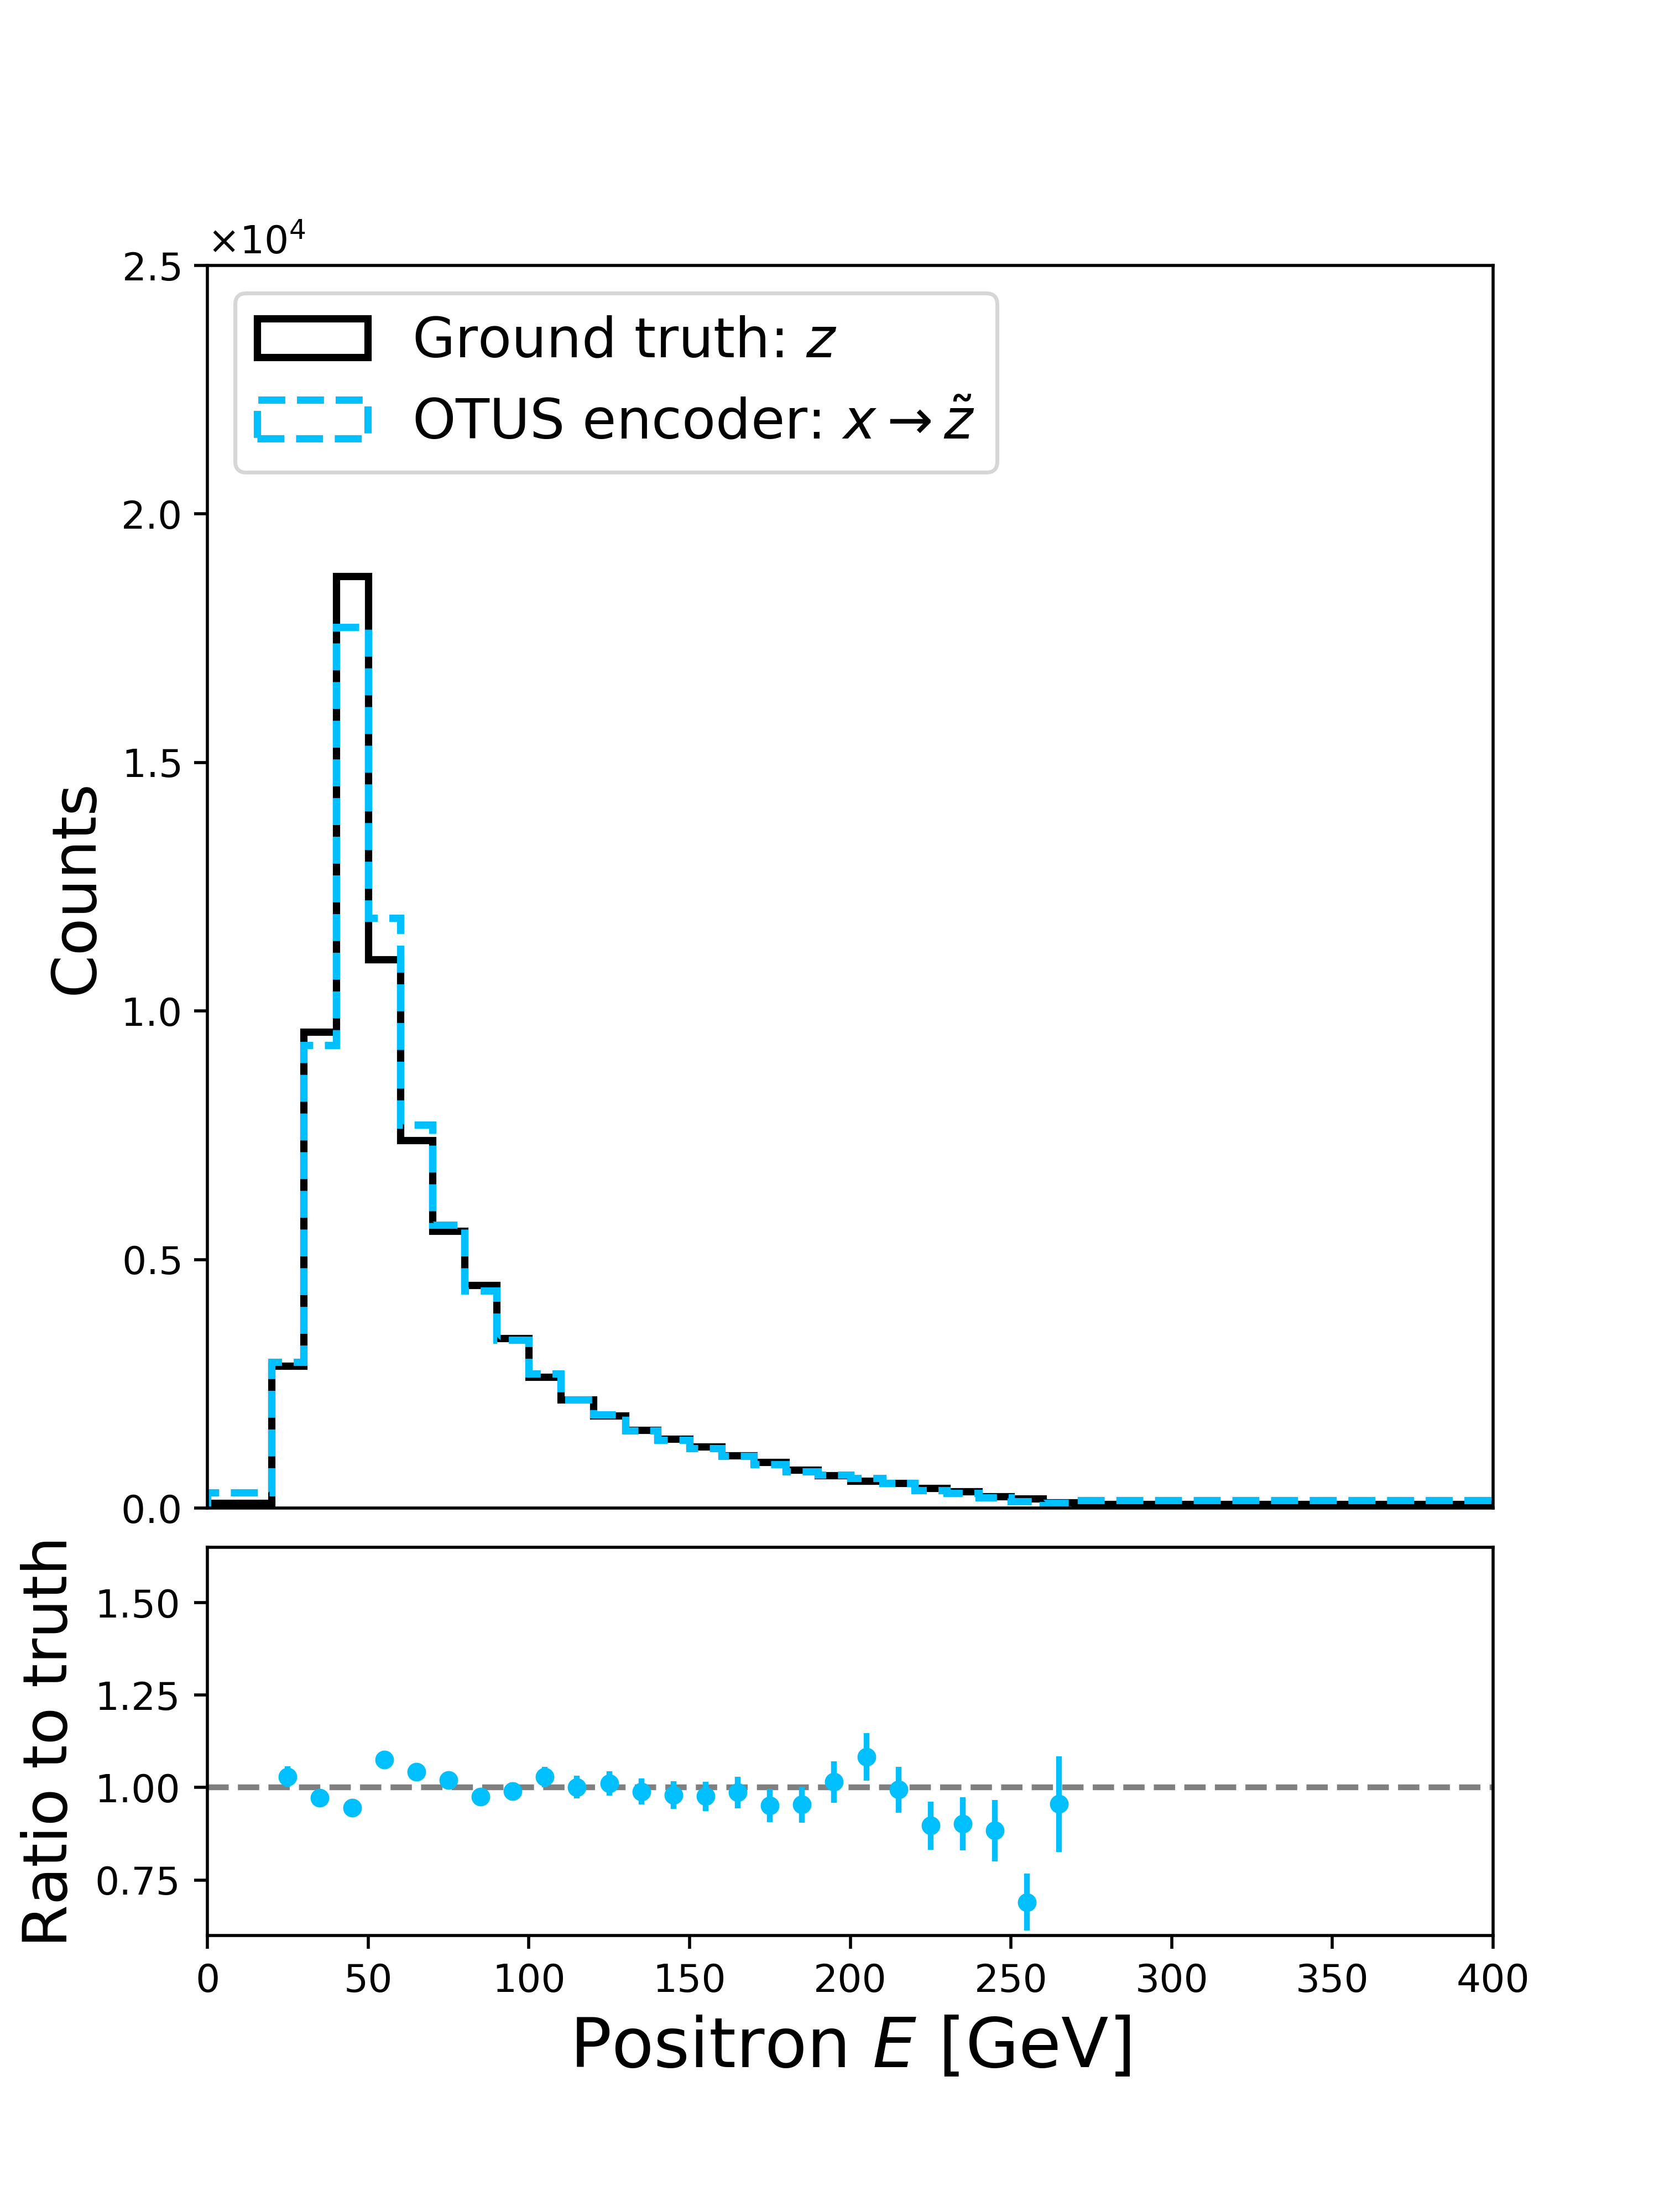 ×10⁴
2.5
Ground truth: z
OTUS encoder: x → z̃
2.0
1.5
1.0
0.5
0.0
Counts
1.50
1.25
1.00
0.75
Ratio to truth
0 50 100 150 200 250 300 350 400
Positron E [GeV]